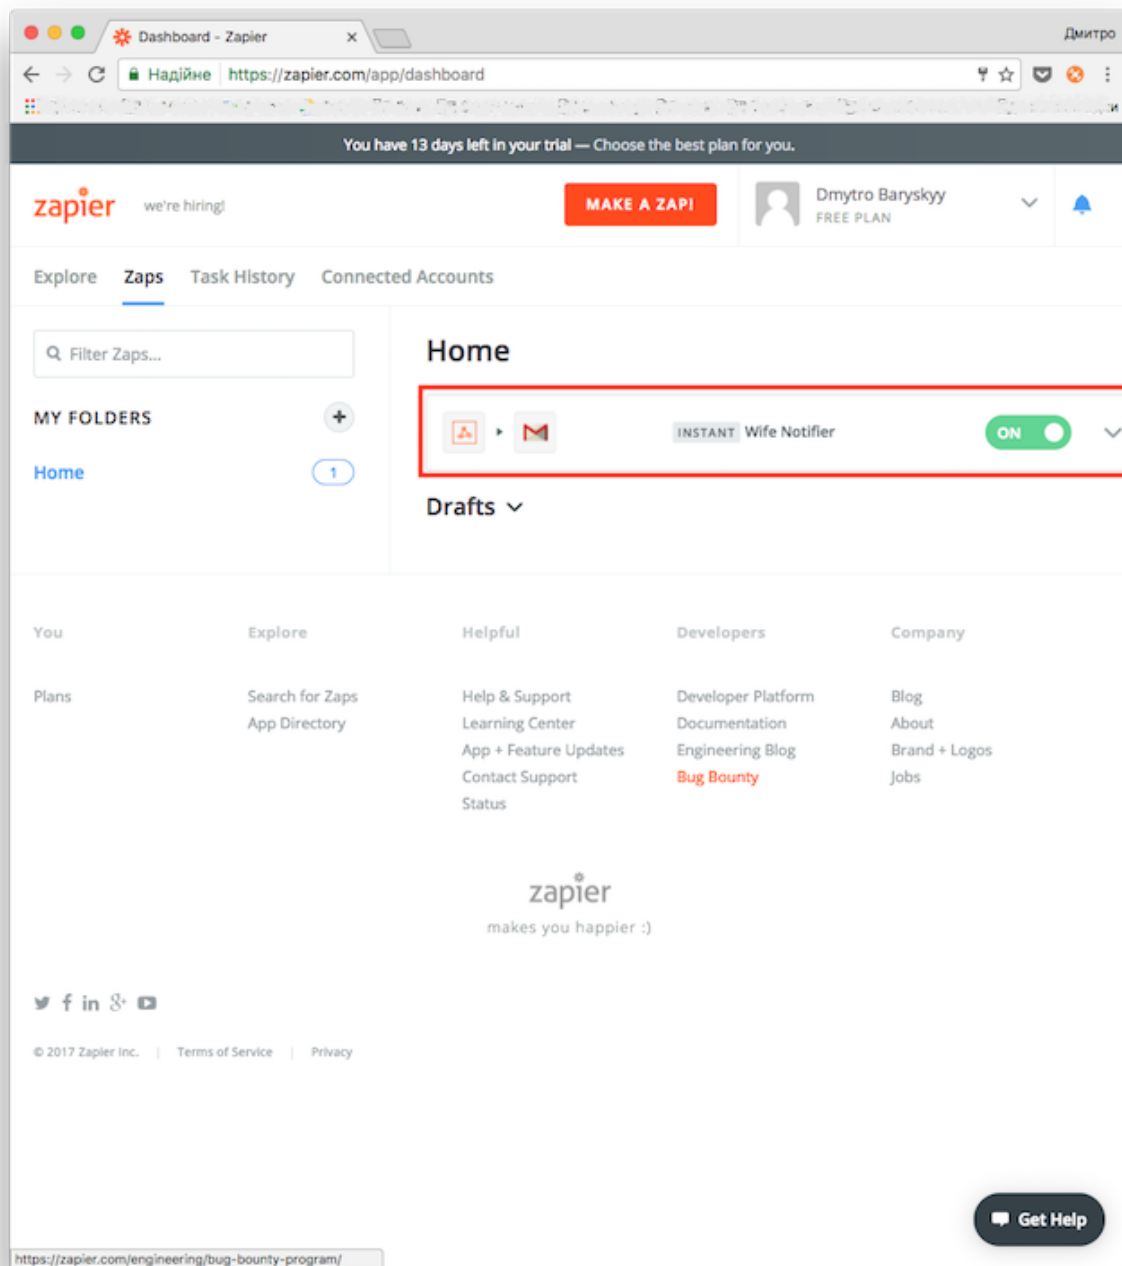 Dashboard - Zapier
Дмитро
Надійне https://zapier.com/app/dashboard
You have 13 days left in your trial — Choose the best plan for you.
zapier we're hiring! MAKE A ZAP! Dmytro Baryskyy
FREE PLAN
Explore Zaps Task History Connected Accounts
Filter Zaps...
Home
MY FOLDERS +
INSTANT Wife Notifier ON
Home 1
Drafts
You Explore Helpful Developers Company
Plans Search for Zaps Help & Support Developer Platform Blog
App Directory Learning Center Documentation About
App + Feature Updates Engineering Blog Brand + Logos
Contact Support Bug Bounty Jobs
Status
zapier
makes you happier :)
© 2017 Zapier Inc. | Terms of Service | Privacy
Get Help
https://zapier.com/engineering/bug-bounty-program/